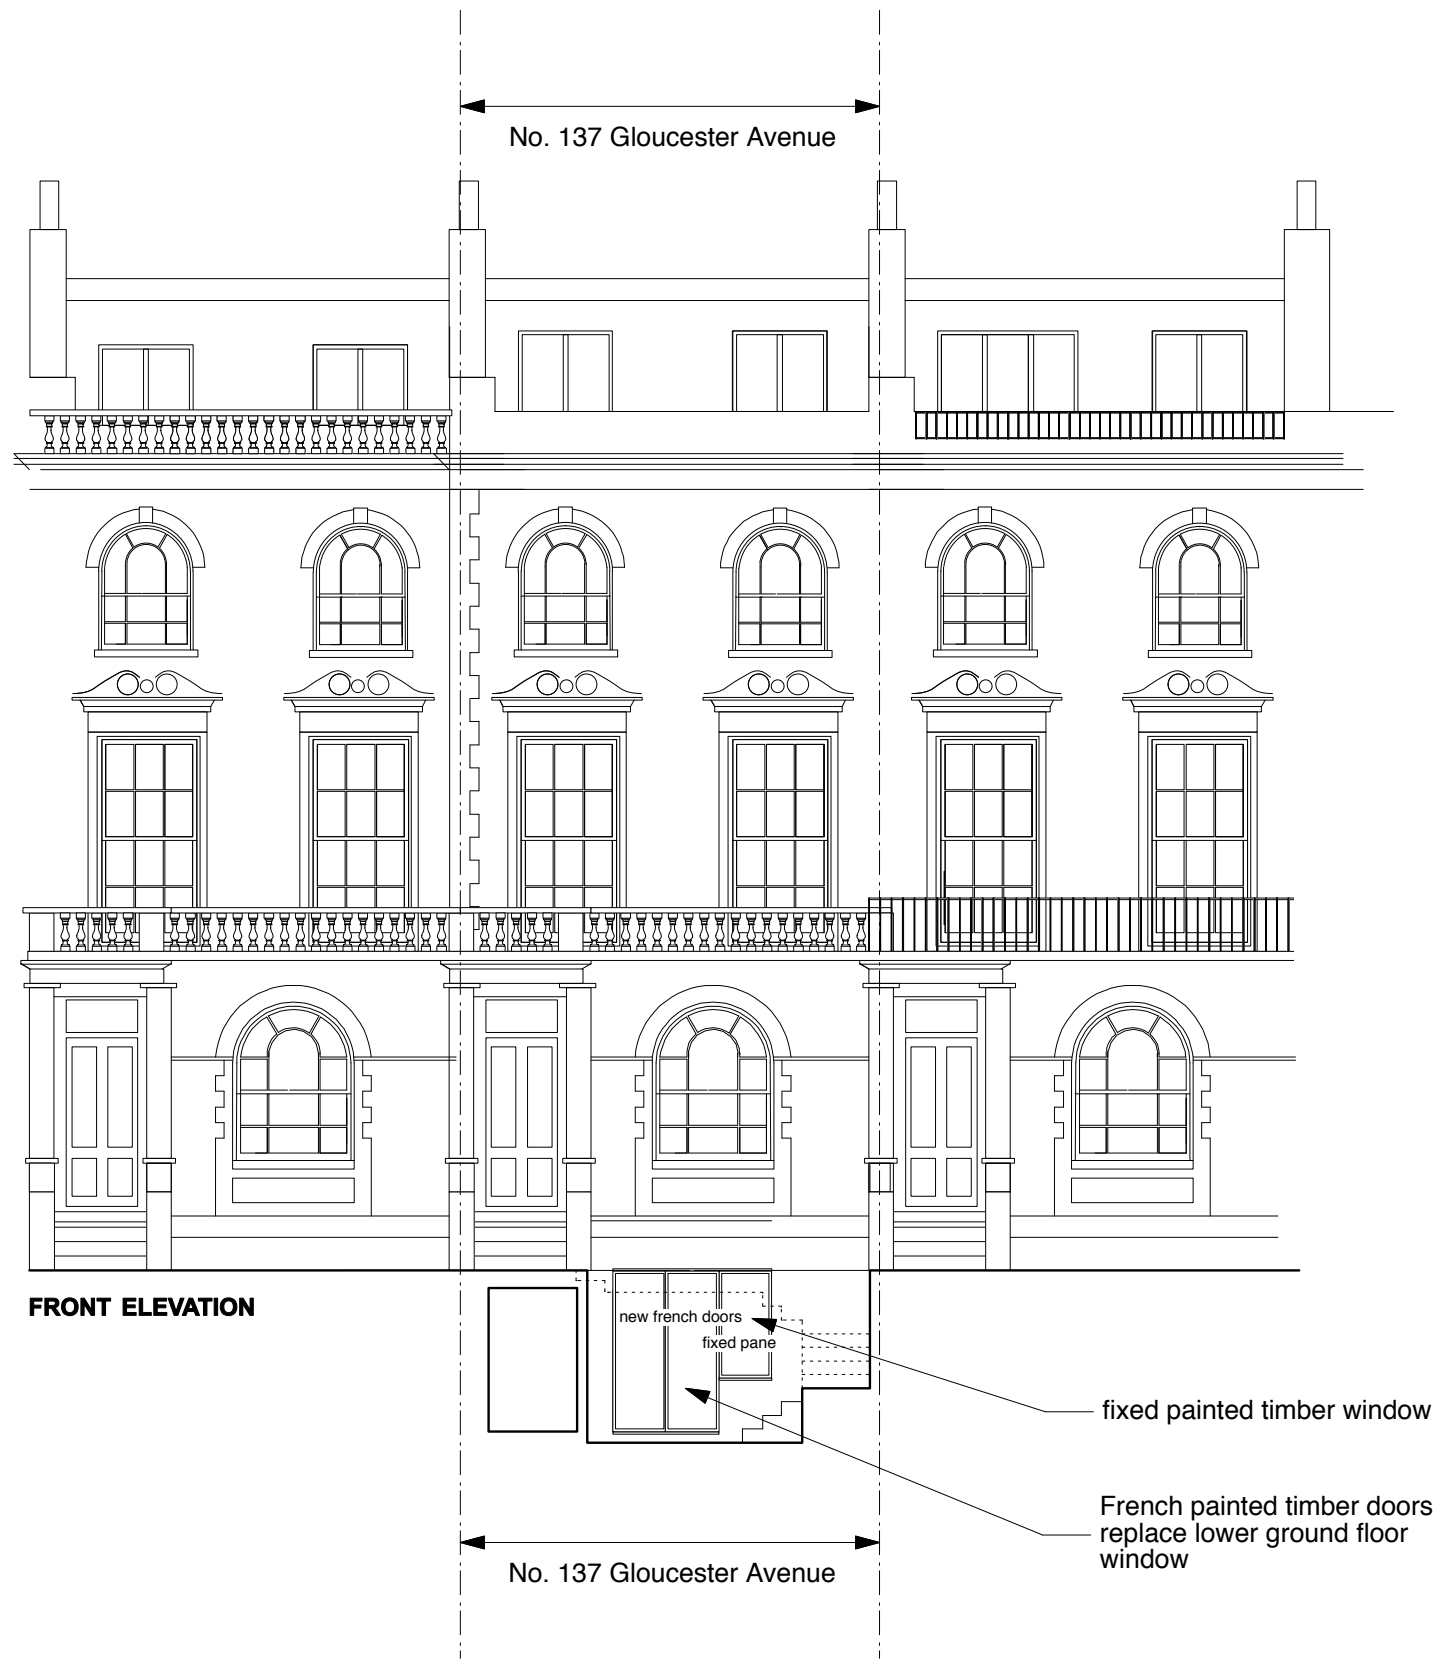 No. 137 Gloucester Avenue
FRONT ELEVATION
new french doors
fixed pane
fixed painted timber window
French painted timber doors
replace lower ground floor
window
No. 137 Gloucester Avenue